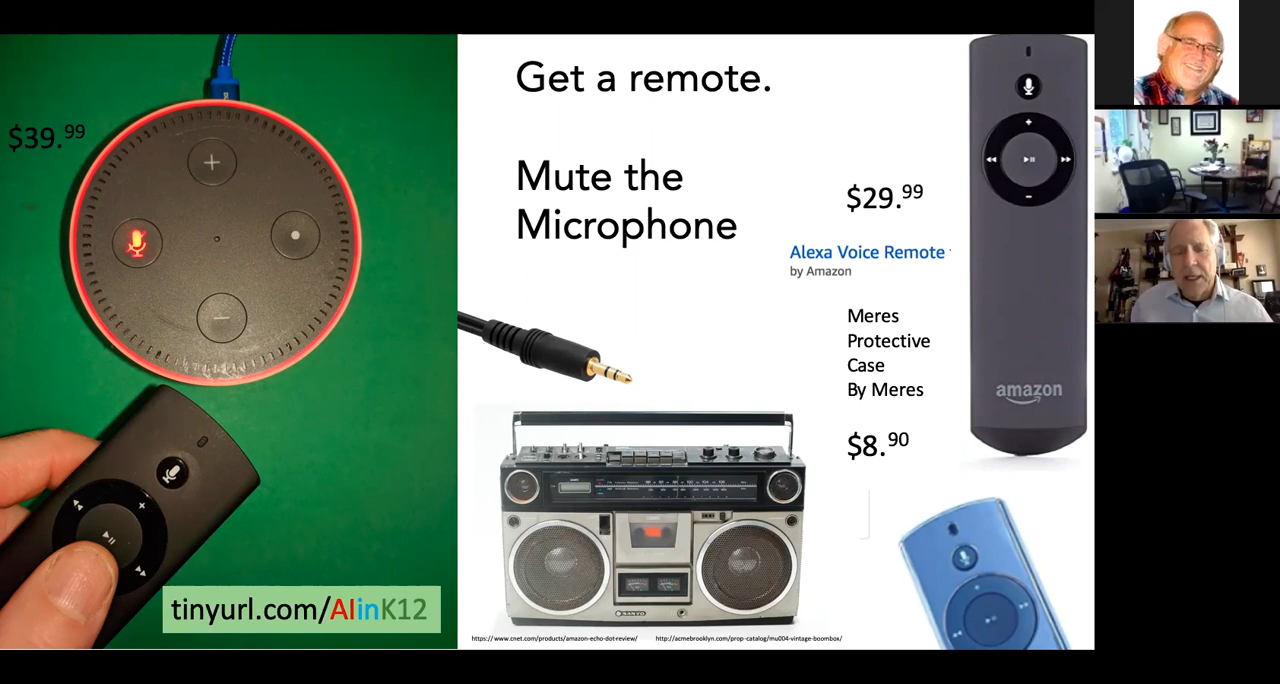 $39.99
Get a remote.
Mute the
Microphone
$29.99
Alexa Voice Remote
by Amazon
Meres
Protective
Case
By Meres
$8.90
amazon
SANYO
tinyurl.com/AIinK12
https://www.cnet.com/products/amazon-echo-dot-review/
http://acmebrooklyn.com/prop-catalog/mu004-vintage-boombox/